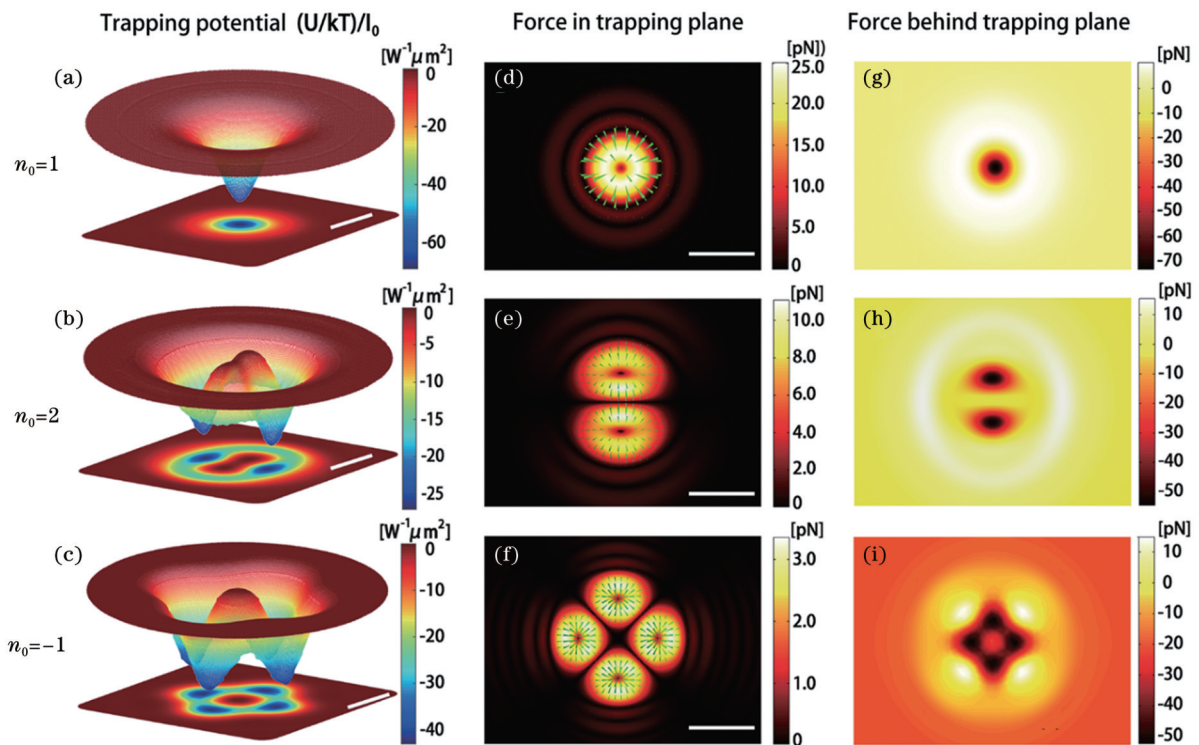 Trapping potential (U/kT)/I₀
Force in trapping plane
Force behind trapping plane
n₀=1
(a)
[W⁻¹μm²]
0
-20
-40
-60
(d)
[pN])
25.0
20.0
15.0
10.0
5.0
0
(g)
[pN]
0
-10
-20
-30
-40
-50
-60
-70
n₀=2
(b)
[W⁻¹μm²]
0
-5
-10
-15
-20
-25
(e)
[pN]
10.0
8.0
6.0
4.0
2.0
0
(h)
[pN]
10
0
-10
-20
-30
-40
-50
n₀=-1
(c)
[W⁻¹μm²]
0
-10
-20
-30
-40
(f)
[pN]
3.0
2.0
1.0
0
(i)
[pN]
10
0
-10
-20
-30
-40
-50